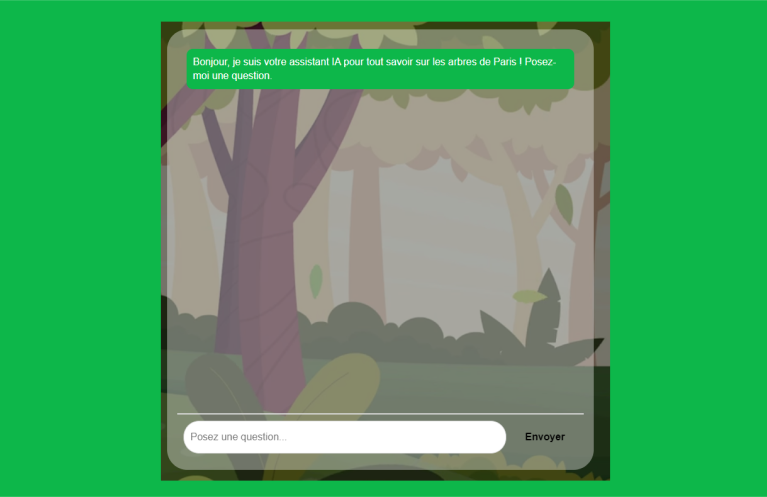 Bonjour, je suis votre assistant IA pour tout savoir sur les arbres de Paris ! Posez-
moi une question.
Posez une question...
Envoyer